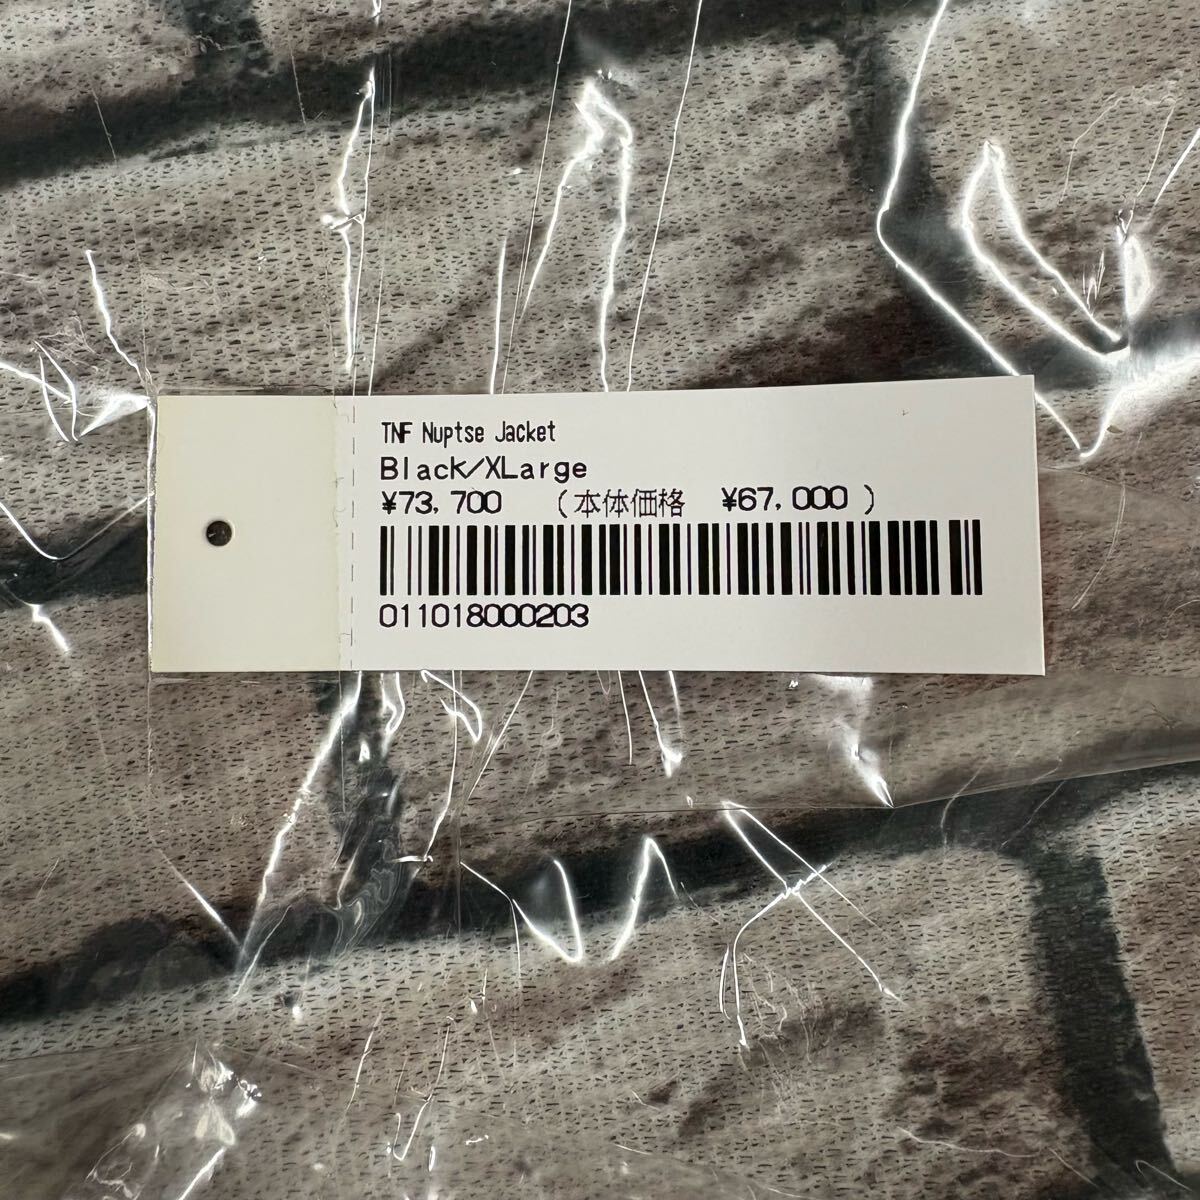 TNF Nuptse Jacket
Black/XLarge
¥73,700 (本体価格 ¥67,000 )
011018000203